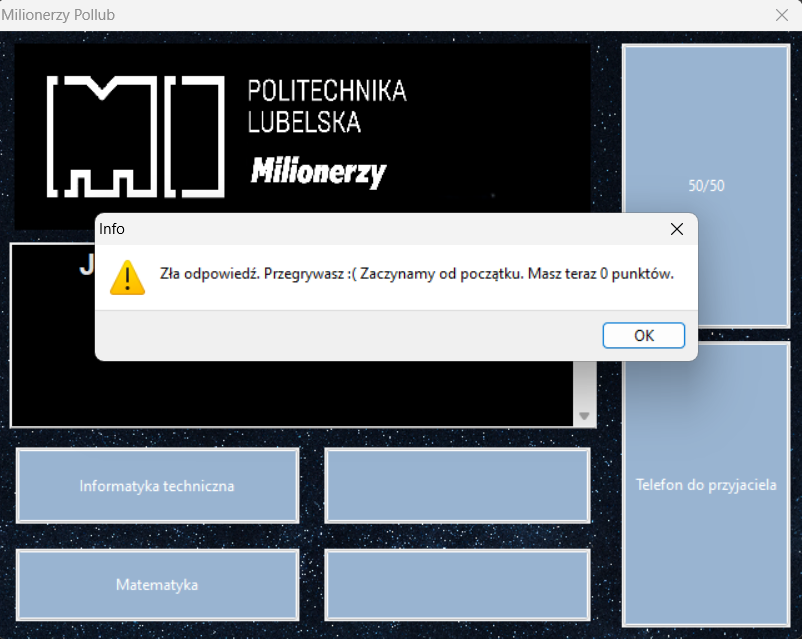 Milionerzy Pollub
POLITECHNIKA
LUBELSKA
Milionerzy
50/50
Info
J
Zła odpowiedź. Przegrywasz :( Zaczynamy od początku. Masz teraz 0 punktów.
OK
Informatyka techniczna
Telefon do przyjaciela
Matematyka